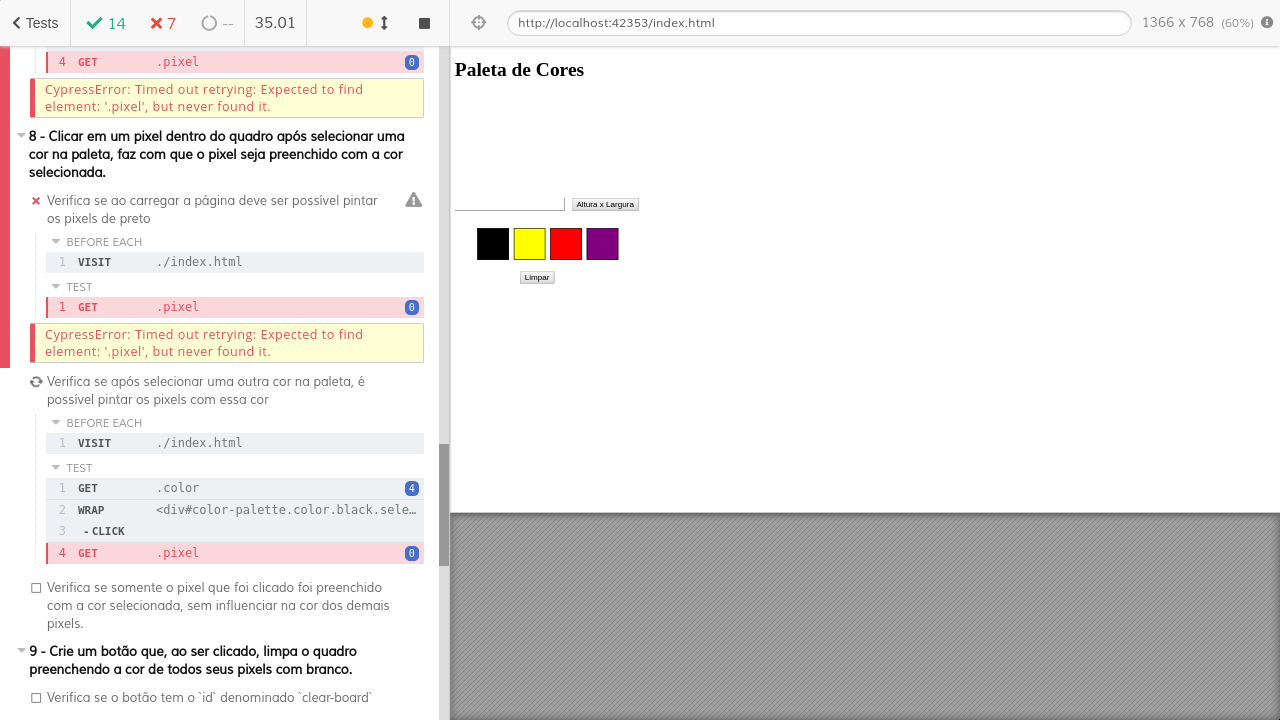 Tests
14
7
--
35.01
http://localhost:42353/index.html
1366 x 768 (60%)
4 GET .pixel 0
CypressError: Timed out retrying: Expected to find
element: '.pixel', but never found it.
8 - Clicar em um pixel dentro do quadro após selecionar uma
cor na paleta, faz com que o pixel seja preenchido com a cor
selecionada.
Verifica se ao carregar a página deve ser possível pintar
os pixels de preto
BEFORE EACH
1 VISIT ./index.html
TEST
1 GET .pixel 0
CypressError: Timed out retrying: Expected to find
element: '.pixel', but never found it.
Verifica se após selecionar uma outra cor na paleta, é
possível pintar os pixels com essa cor
BEFORE EACH
1 VISIT ./index.html
TEST
1 GET .color 4
2 WRAP <div#color-palette.color.black.sele…
3 -CLICK
4 GET .pixel 0
Verifica se somente o pixel que foi clicado foi preenchido
com a cor selecionada, sem influenciar na cor dos demais
pixels.
9 - Crie um botão que, ao ser clicado, limpa o quadro
preenchendo a cor de todos seus pixels com branco.
Verifica se o botão tem o `id` denominado `clear-board`
Paleta de Cores
Altura x Largura
Limpar